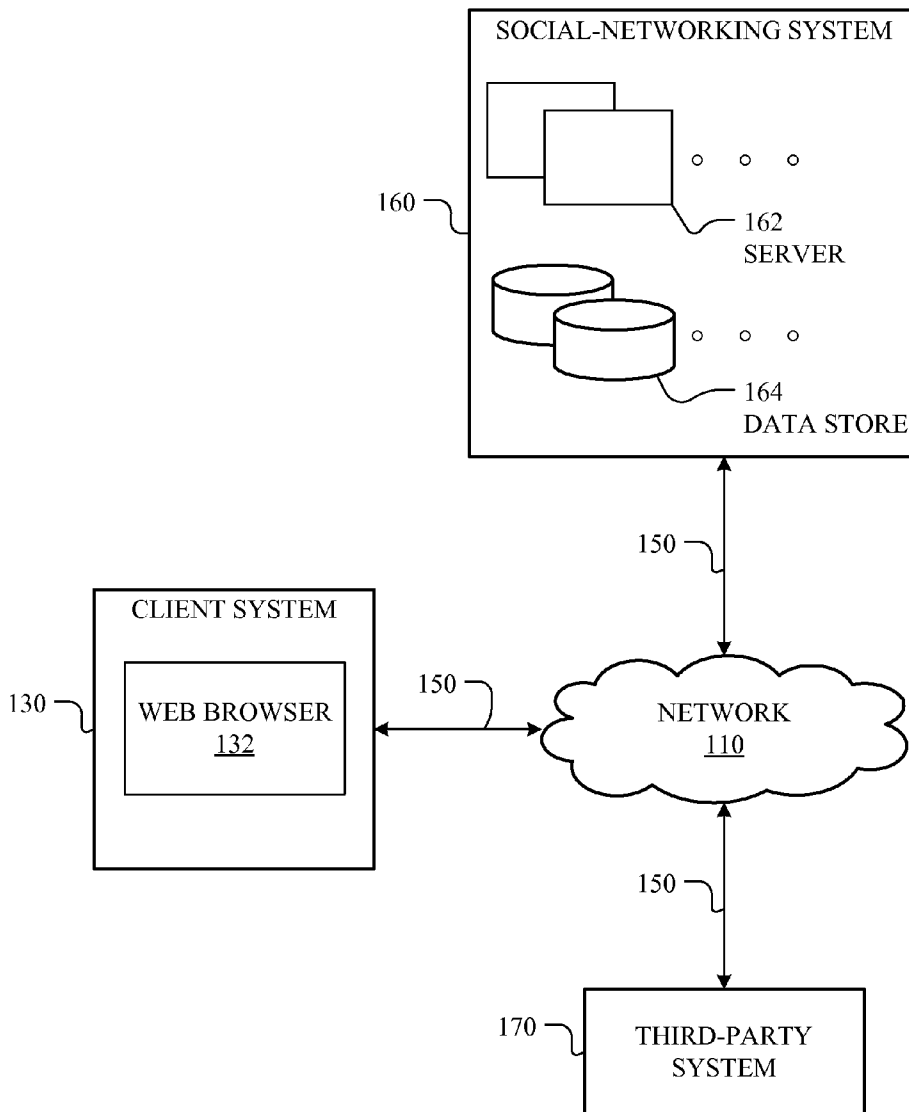 SOCIAL-NETWORKING SYSTEM
160
162
SERVER
164
DATA STORE
150
CLIENT SYSTEM
130
WEB BROWSER
132
150
NETWORK
110
150
170
THIRD-PARTY
SYSTEM